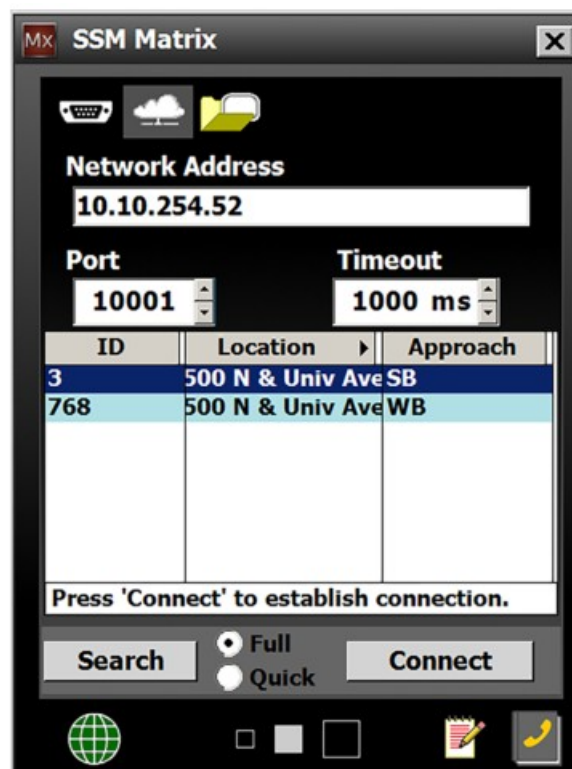 Mx SSM Matrix
Network Address
10.10.254.52
Port Timeout
10001 1000 ms
ID Location Approach
3 500 N & Univ Ave SB
768 500 N & Univ Ave WB
Press 'Connect' to establish connection.
Search Full Connect
Quick